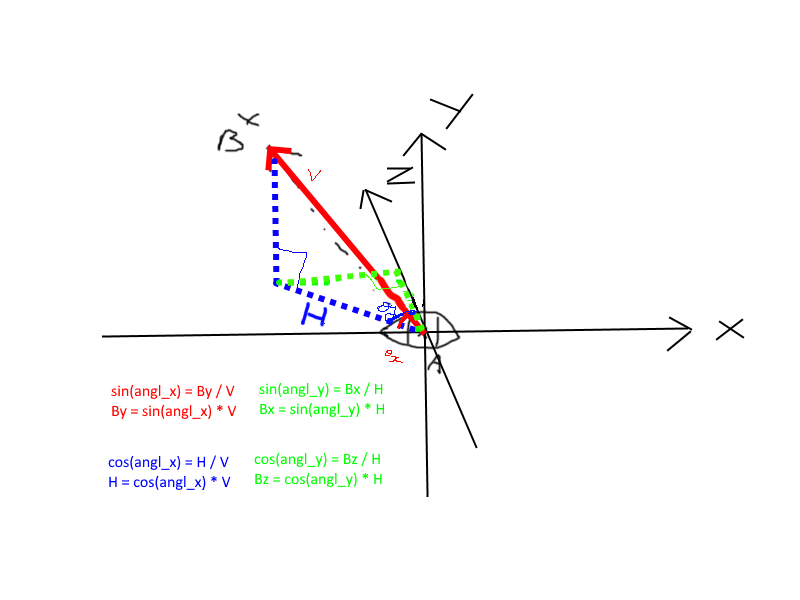 Y
B
V
Z
H
θx
A
X
sin(angl_x) = By / V
By = sin(angl_x) * V
sin(angl_y) = Bx / H
Bx = sin(angl_y) * H
cos(angl_x) = H / V
H = cos(angl_x) * V
cos(angl_y) = Bz / H
Bz = cos(angl_y) * H